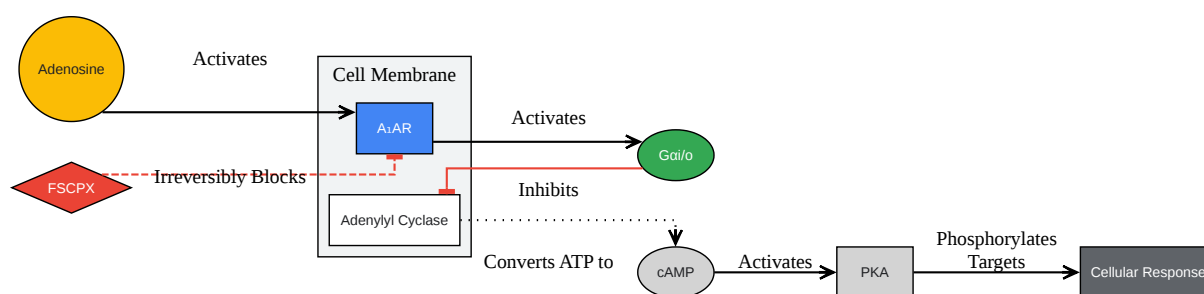 Adenosine
Activates
Cell Membrane
A₁AR
Activates
Gαi/o
FSCPX
Irreversibly Blocks
Inhibits
Adenylyl Cyclase
Converts ATP to
cAMP
Activates
PKA
Phosphorylates
Targets
Cellular Response